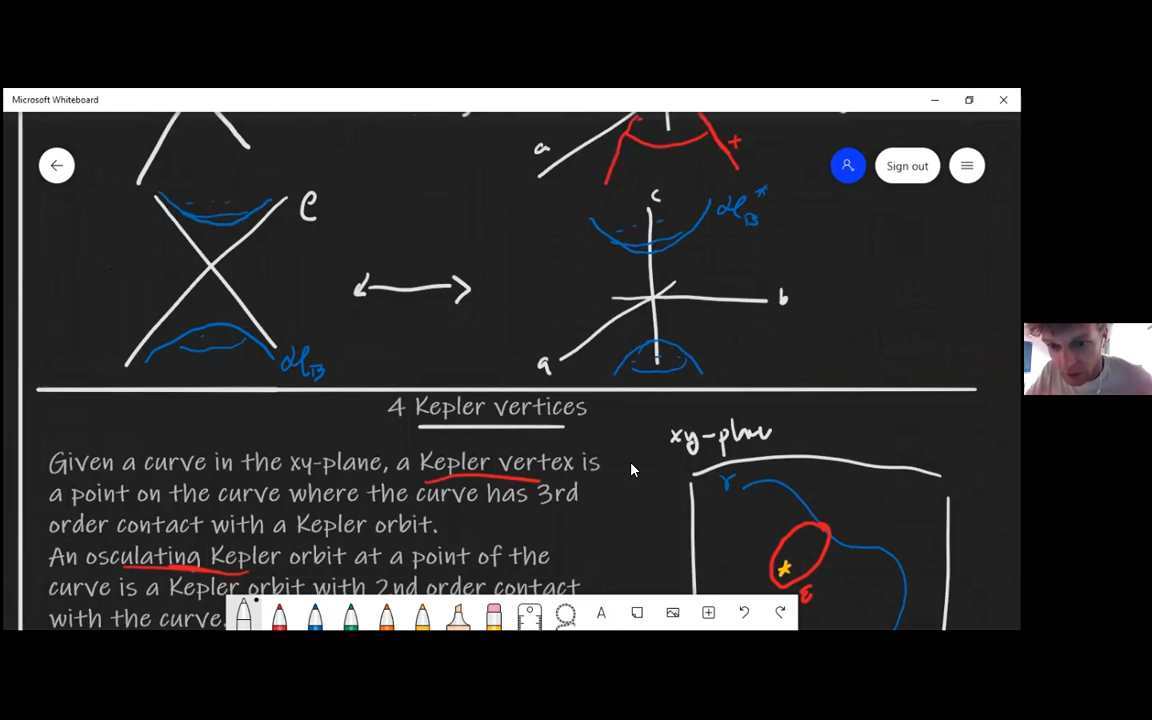 Microsoft Whiteboard
Sign out
a
+
c
e
b
a
4 Kepler vertices
Given a curve in the xy-plane, a Kepler vertex is
a point on the curve where the curve has 3rd
order contact with a Kepler orbit.
An osculating Kepler orbit at a point of the
curve is a Kepler orbit with 2nd order contact
with the curve.
xy-plane
γ
ε
A